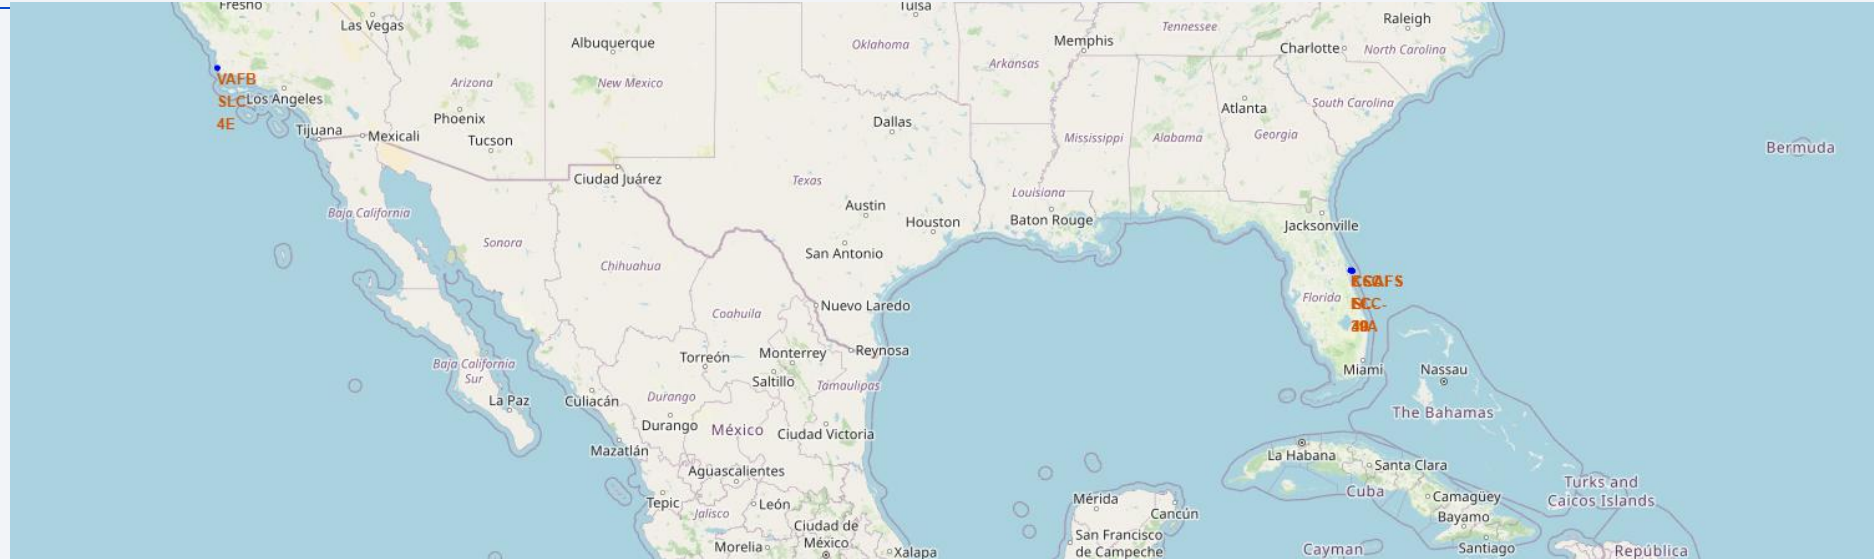 Fresno
Las Vegas
Albuquerque
Tulsa
Oklahoma
Memphis
Tennessee
Raleigh
Charlotte
North Carolina
VAFB
SLC-
4E
Los Angeles
Arizona
New Mexico
Arkansas
South Carolina
Atlanta
Phoenix
Dallas
Tijuana
Mexicali
Tucson
Mississippi
Alabama
Georgia
Bermuda
Ciudad Juárez
Texas
Louisiana
Baja California
Austin
Houston
Baton Rouge
Jacksonville
Sonora
San Antonio
Chihuahua
Florida
Coahuila
Nuevo Laredo
Torreón
Monterrey
Reynosa
Baja California
Sur
Saltillo
Tamaulipas
Miami
Nassau
La Paz
Culiacán
Durango
The Bahamas
Durango
México
Ciudad Victoria
Mazatlán
La Habana
Santa Clara
Aguascalientes
Turks and
Caicos Islands
Cuba
Camagüey
Tepic
León
Mérida
Cancún
Jalisco
Bayamo
Ciudad de
México
San Francisco
de Campeche
Morelia
Xalapa
Cayman
Santiago
República